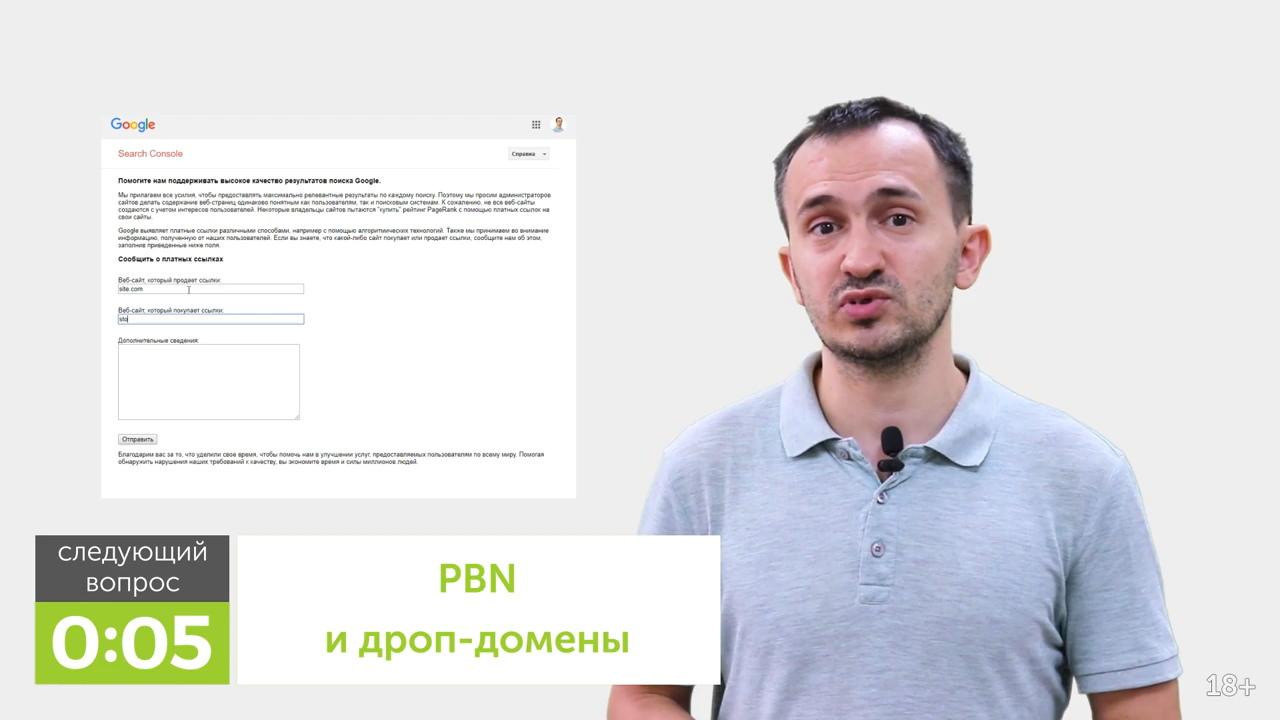 Google
Search Console
Справка
Помогите нам поддерживать высокое качество результатов поиска Google.
Мы прилагаем все усилия, чтобы предоставлять максимально релевантные результаты по каждому поиску. Поэтому мы просим администраторов
сайтов делать содержание веб-страниц одинаково понятным как пользователям, так и поисковым системам. К сожалению, не все веб-сайты
создаются с учетом интересов пользователей. Некоторые владельцы сайтов пытаются "купить" рейтинг PageRank с помощью платных ссылок на
свои сайты.
Google выявляет платные ссылки различными способами, например с помощью алгоритмических технологий. Также мы принимаем во внимание
информацию, полученную от наших пользователей. Если вы знаете, что какой-либо сайт покупает или продает ссылки, сообщите нам об этом,
заполнив приведенные ниже поля.
Сообщить о платных ссылках
Веб-сайт, который продает ссылки:
site.com
Веб-сайт, который покупает ссылки:
sto
Дополнительные сведения:
Отправить
Благодарим вас за то, что уделили свое время, чтобы помочь нам в улучшении услуг, предоставляемых пользователям по всему миру. Помогая
обнаружить нарушения наших требований к качеству, вы экономите время и силы миллионов людей.
следующий
вопрос
0:05
PBN
и дроп-домены
18+